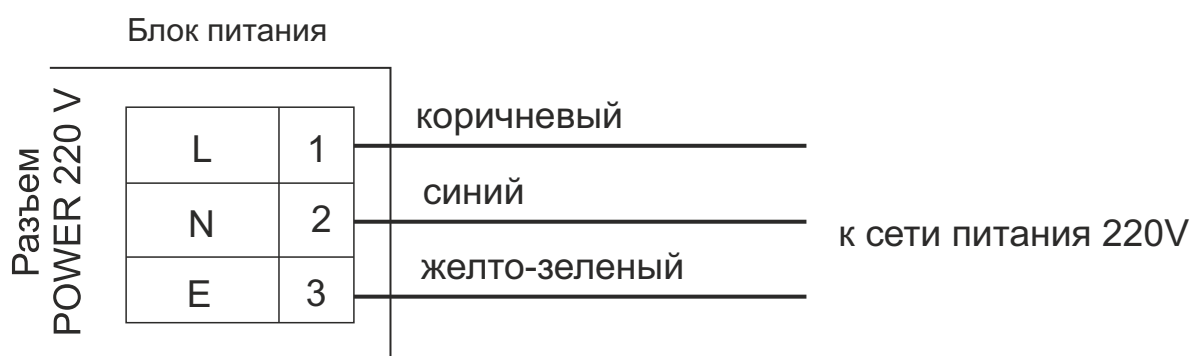 Блок питания
Разъем
POWER 220 V
L 1 коричневый
N 2 синий
E 3 желто-зеленый
к сети питания 220V